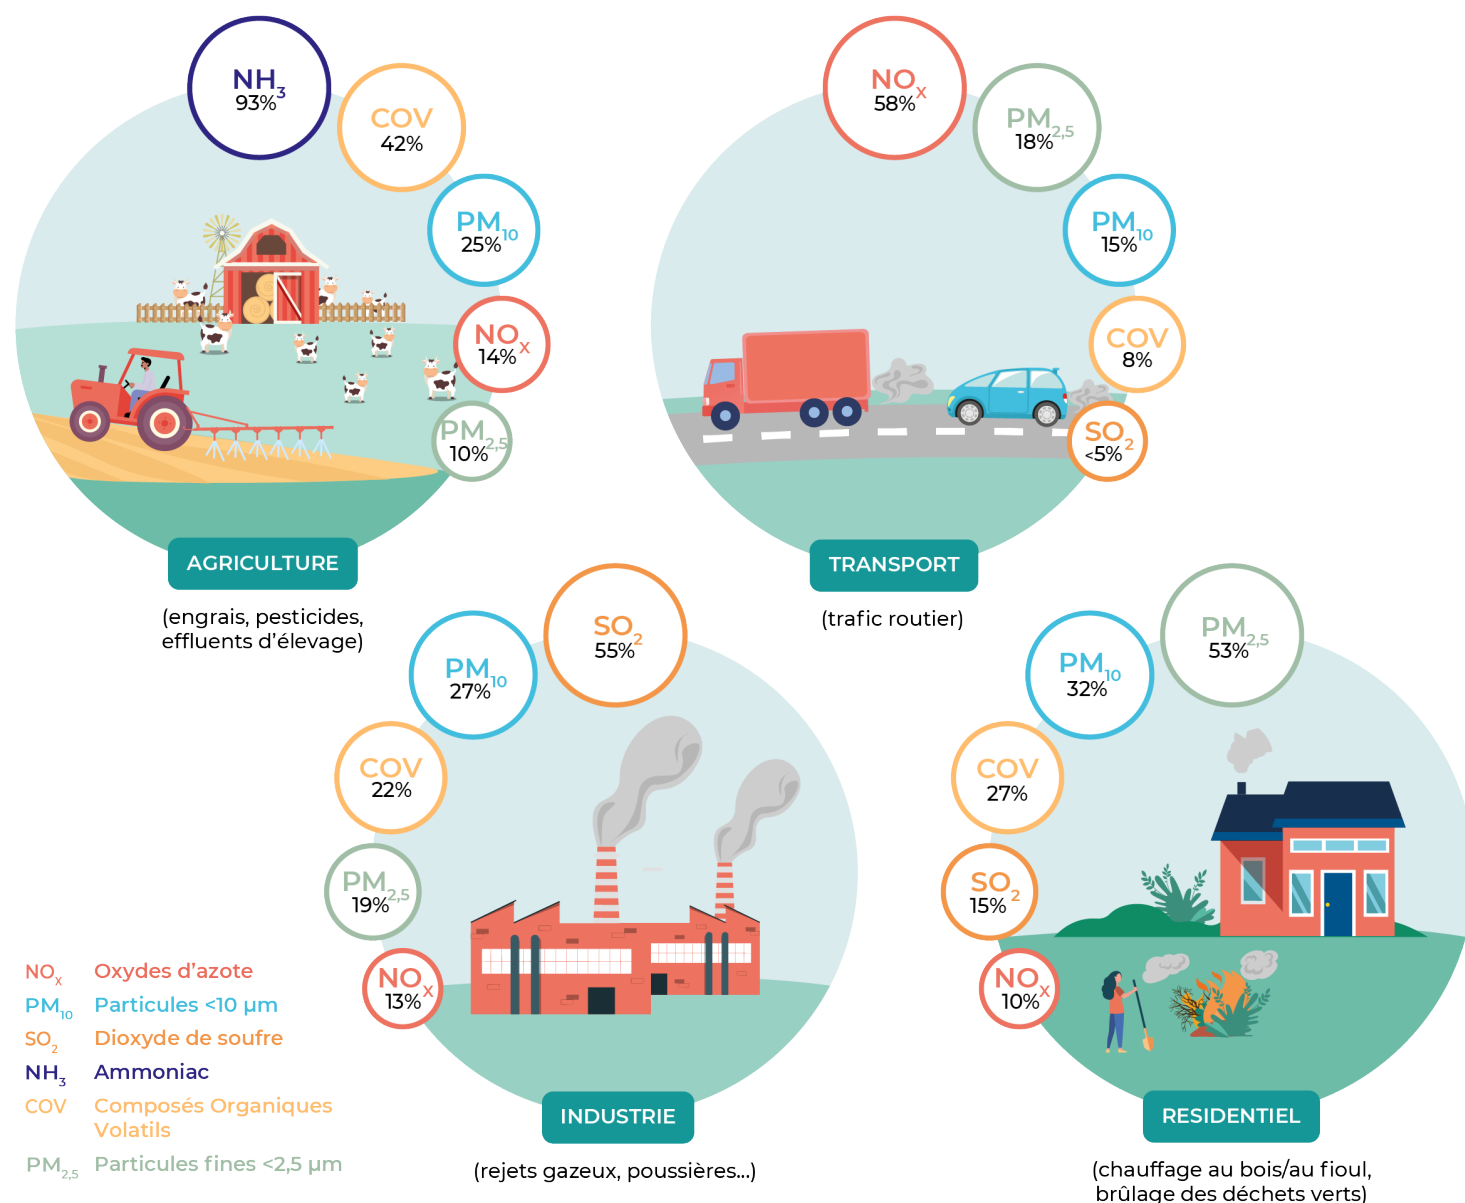 NH3
93%
COV
42%
PM10
25%
NOX
14%
PM2,5
10%
AGRICULTURE
(engrais, pesticides,
effluents d'élevage)
NOX
58%
PM2,5
18%
PM10
15%
COV
8%
SO2
<5%
TRANSPORT
(trafic routier)
SO2
55%
PM10
27%
COV
22%
PM2,5
19%
NOX
13%
INDUSTRIE
(rejets gazeux, poussières...)
PM2,5
53%
PM10
32%
COV
27%
SO2
15%
NOX
10%
RESIDENTIEL
(chauffage au bois/au fioul,
brûlage des déchets verts)
NOX Oxydes d'azote
PM10 Particules <10 µm
SO2 Dioxyde de soufre
NH3 Ammoniac
COV Composés Organiques
Volatils
PM2,5 Particules fines <2,5 µm